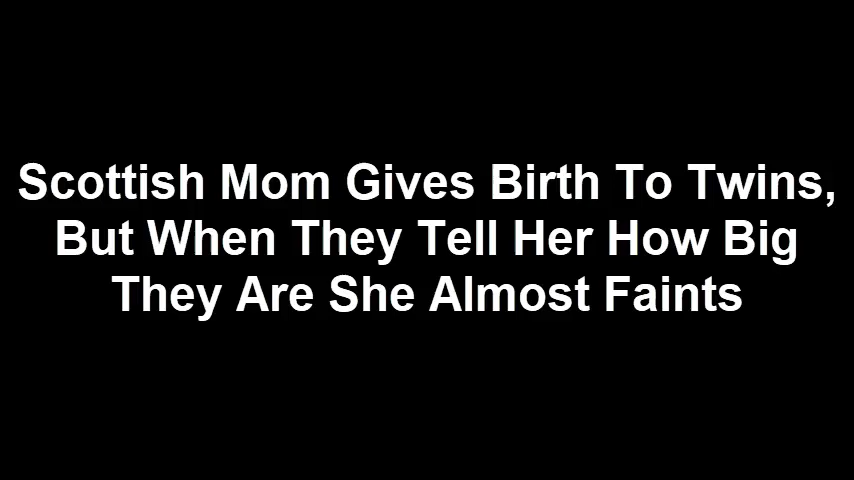 Scottish Mom Gives Birth To Twins,
But When They Tell Her How Big
They Are She Almost Faints